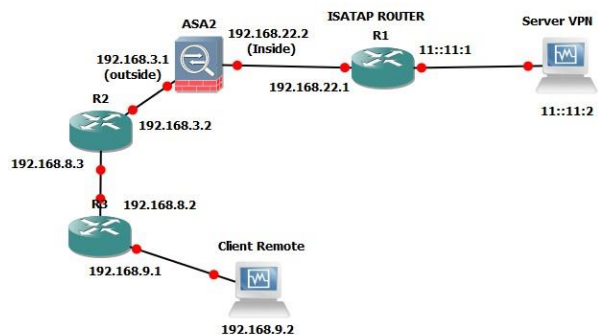 ASA2
192.168.3.1
(outside)
192.168.22.2
(Inside)
ISATAP ROUTER
R1
192.168.22.1
11::11:1
Server VPN
11::11:2
R2
192.168.3.2
192.168.8.3
R3
192.168.8.2
192.168.9.1
Client Remote
192.168.9.2